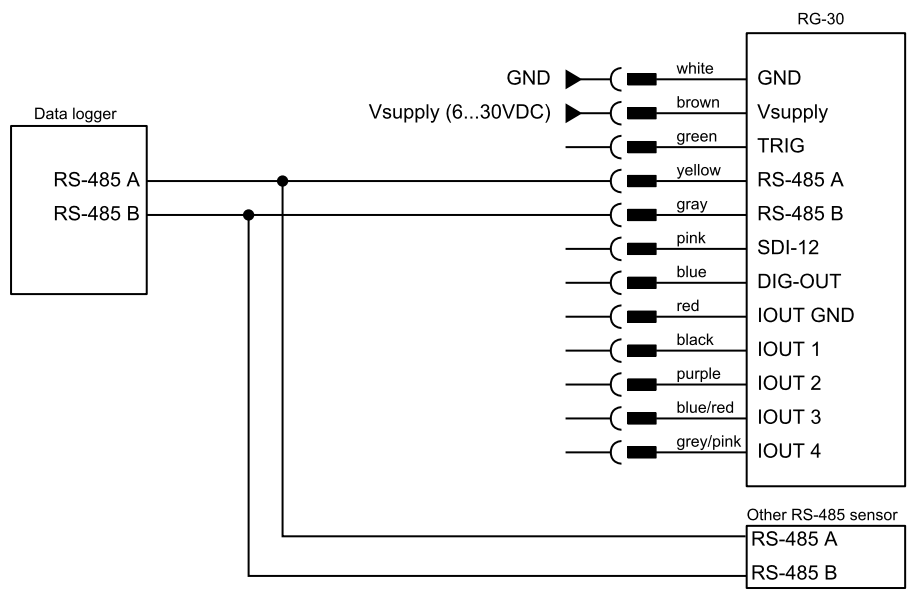 RG-30
GND white GND
Vsupply (6...30VDC) brown Vsupply
Data logger
green TRIG
RS-485 A yellow RS-485 A
RS-485 B gray RS-485 B
pink SDI-12
blue DIG-OUT
red IOUT GND
black IOUT 1
purple IOUT 2
blue/red IOUT 3
grey/pink IOUT 4
Other RS-485 sensor
RS-485 A
RS-485 B